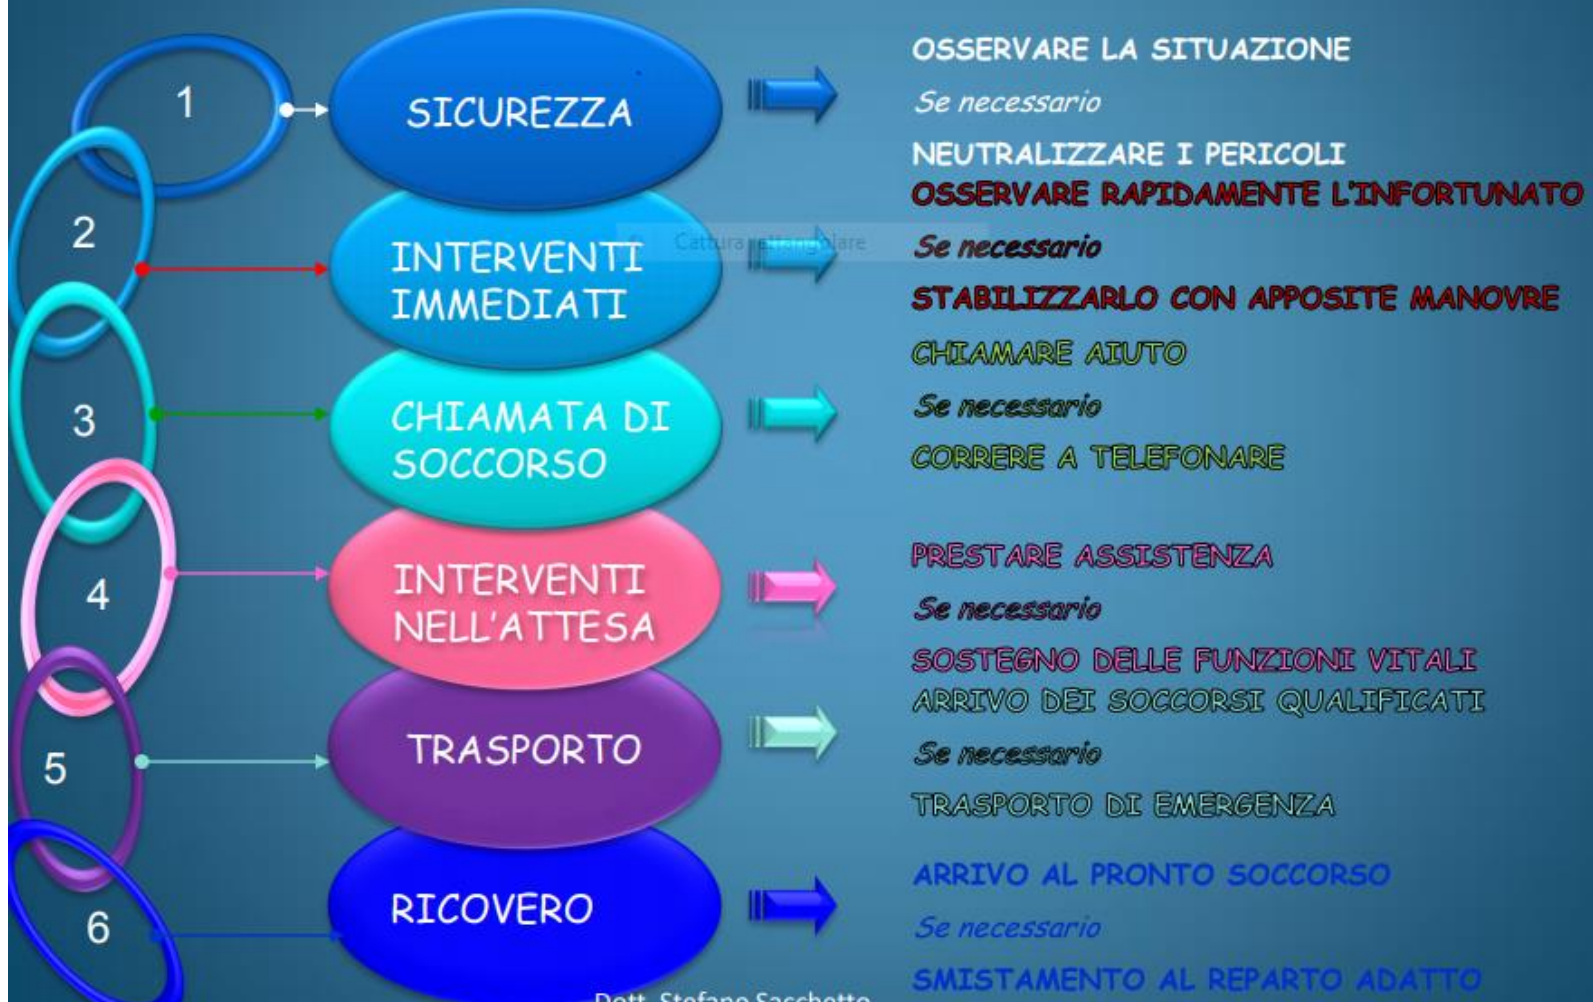 1
SICUREZZA
OSSERVARE LA SITUAZIONE
Se necessario
NEUTRALIZZARE I PERICOLI
2
INTERVENTI
IMMEDIATI
Cattura rettangolare
OSSERVARE RAPIDAMENTE L'INFORTUNATO
Se necessario
STABILIZZARLO CON APPOSITE MANOVRE
3
CHIAMATA DI
SOCCORSO
CHIAMARE AIUTO
Se necessario
CORRERE A TELEFONARE
4
INTERVENTI
NELL'ATTESA
PRESTARE ASSISTENZA
Se necessario
SOSTEGNO DELLE FUNZIONI VITALI
5
TRASPORTO
ARRIVO DEI SOCCORSI QUALIFICATI
Se necessario
TRASPORTO DI EMERGENZA
6
RICOVERO
ARRIVO AL PRONTO SOCCORSO
Se necessario
SMISTAMENTO AL REPARTO ADATTO
Dott. Stefano Sacchetto